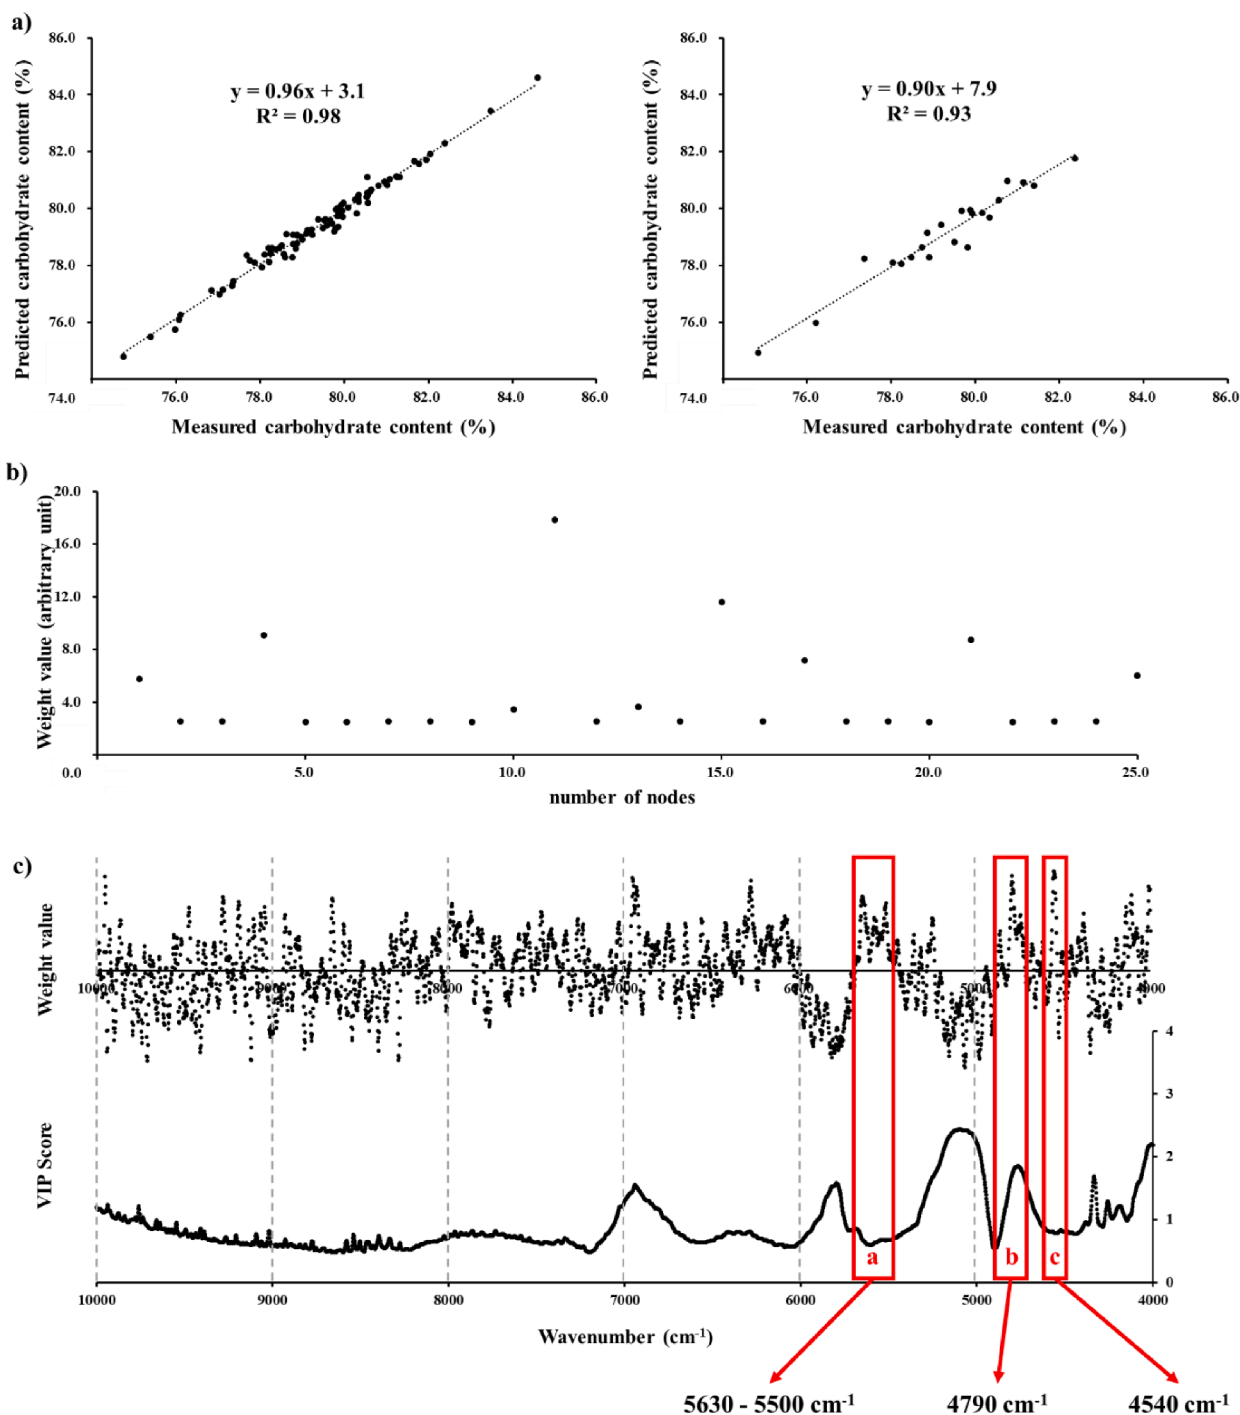 a)
Predicted carbohydrate content (%)
86.0
84.0
82.0
80.0
78.0
76.0
74.0
y = 0.96x + 3.1
R² = 0.98
76.0 78.0 80.0 82.0 84.0 86.0
Measured carbohydrate content (%)
Predicted carbohydrate content (%)
86.0
84.0
82.0
80.0
78.0
76.0
74.0
y = 0.90x + 7.9
R² = 0.93
76.0 78.0 80.0 82.0 84.0 86.0
Measured carbohydrate content (%)
b)
Weight value (arbitrary unit)
20.0
16.0
12.0
8.0
4.0
0.0
5.0 10.0 15.0 20.0 25.0
number of nodes
c)
Weight value
10000 9000 8000 7000 6000 5000 4000
VIP Score
4
3
2
1
0
a b c
10000 9000 8000 7000 6000 5000 4000
Wavenumber (cm⁻¹)
5630 - 5500 cm⁻¹ 4790 cm⁻¹ 4540 cm⁻¹